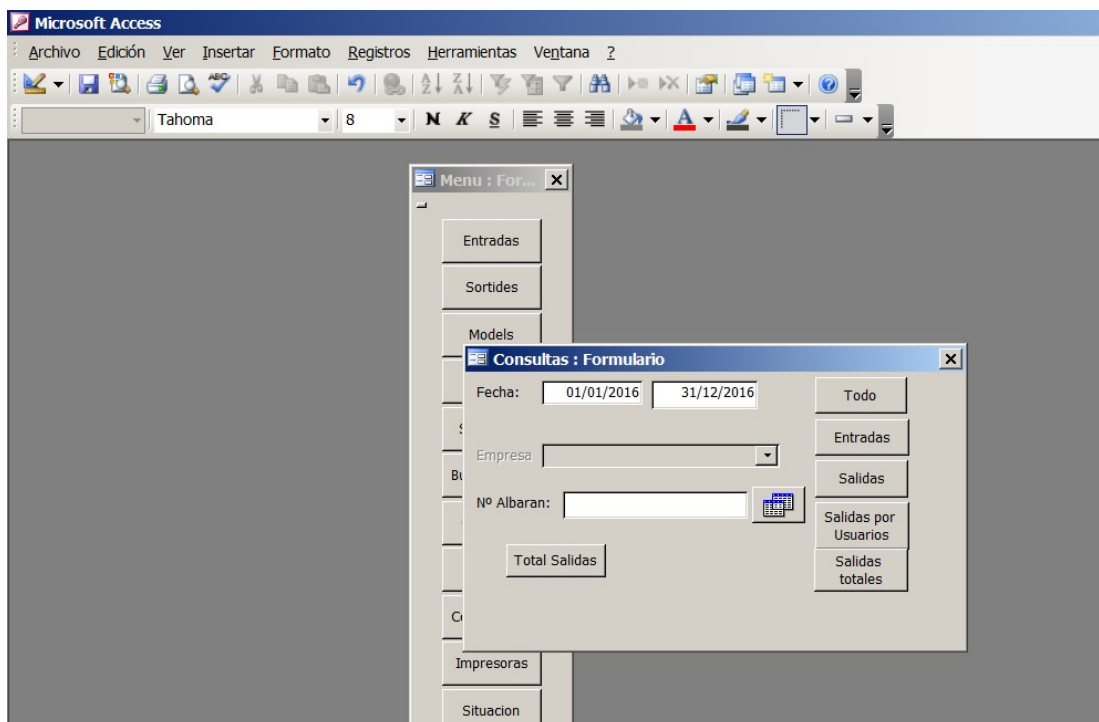 Microsoft Access
Archivo Edición Ver Insertar Formato Registros Herramientas Ventana ?
Tahoma 8 N K S A
Menu : For...
Entradas
Sortides
Models
Consultas : Formulario
Fecha: 01/01/2016 31/12/2016 Todo
Entradas
Empresa
Salidas
Nº Albaran:
Salidas por
Usuarios
Total Salidas
Salidas
totales
Impresoras
Situacion